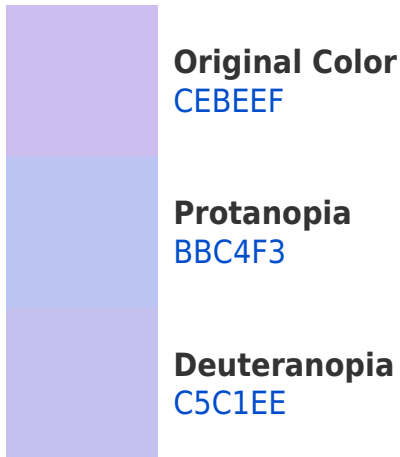 Original Color
CEBEEF
Protanopia
BBC4F3
Deuteranopia
C5C1EE